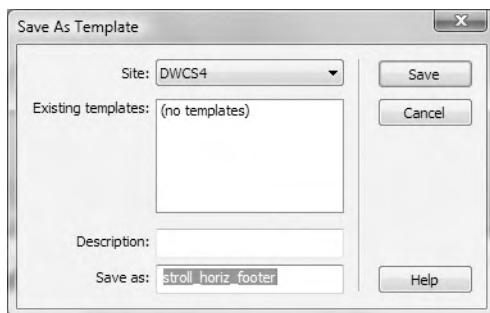 Save As Template
x
Site: DWCS4 Save
Existing templates: (no templates) Cancel
Description:
Save as: stroll_horiz_footer Help